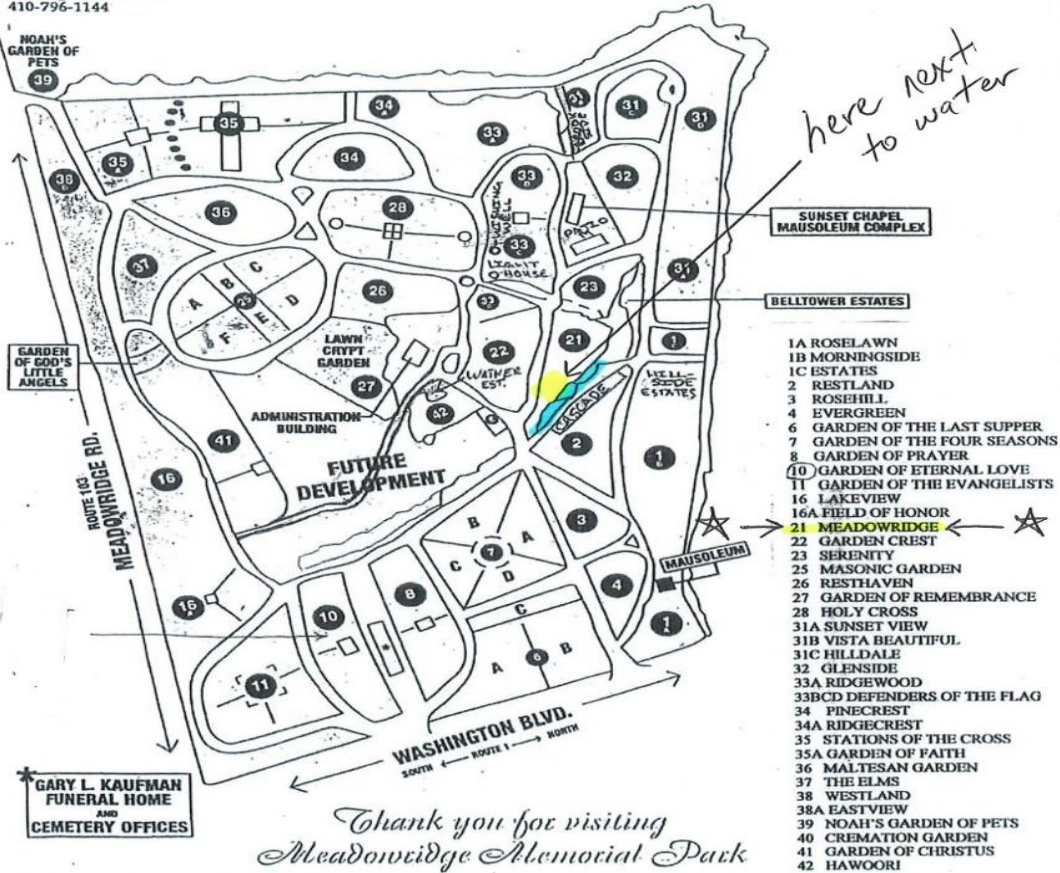 410-796-1144
NOAH'S
GARDEN OF
PETS
39
here next
to water
34
A
35
33
A
31
C
31
B
35
A
34
33
D
32
38
36
28
WISHING
WELL
PATIO
SUNSET CHAPEL
MAUSOLEUM COMPLEX
37
A
B
C
D
E
F
33
C
LIGHT
HOUSE
31
A
26
23
BELLTOWER ESTATES
33
LAWN
CRYPT
GARDEN
21
1
22
GARDEN
OF GOD'S
LITTLE
ANGELS
27
EST.
HILL-
SIDE
ESTATES
ADMINISTRATION
BUILDING
42
CASCADE
G
2
41
1
B
FUTURE
DEVELOPMENT
16
ROUTE 103
MEADOWRIDGE RD.
B
A
7
C
D
3
MAUSOLEUM
16
A
10
8
4
C
1
A
11
*
A
6
B
WASHINGTON BLVD.
SOUTH ROUTE 1 NORTH
* GARY L. KAUFMAN
FUNERAL HOME
AND
CEMETERY OFFICES
1A ROSELAWN
1B MORNINGSIDE
1C ESTATES
2 RESTLAND
3 ROSEHILL
4 EVERGREEN
6 GARDEN OF THE LAST SUPPER
7 GARDEN OF THE FOUR SEASONS
8 GARDEN OF PRAYER
10 GARDEN OF ETERNAL LOVE
11 GARDEN OF THE EVANGELISTS
16 LAKEVIEW
16A FIELD OF HONOR
21 MEADOWRIDGE
22 GARDEN CREST
23 SERENITY
25 MASONIC GARDEN
26 RESTHAVEN
27 GARDEN OF REMEMBRANCE
28 HOLY CROSS
31A SUNSET VIEW
31B VISTA BEAUTIFUL
31C HILLDALE
32 GLENSIDE
33A RIDGEWOOD
33BCD DEFENDERS OF THE FLAG
34 PINECREST
34A RIDGECREST
35 STATIONS OF THE CROSS
35A GARDEN OF FAITH
36 MALTESAN GARDEN
37 THE ELMS
38 WESTLAND
38A EASTVIEW
39 NOAH'S GARDEN OF PETS
40 CREMATION GARDEN
41 GARDEN OF CHRISTUS
42 HAWOORI
Thank you for visiting
Meadowridge Memorial Park